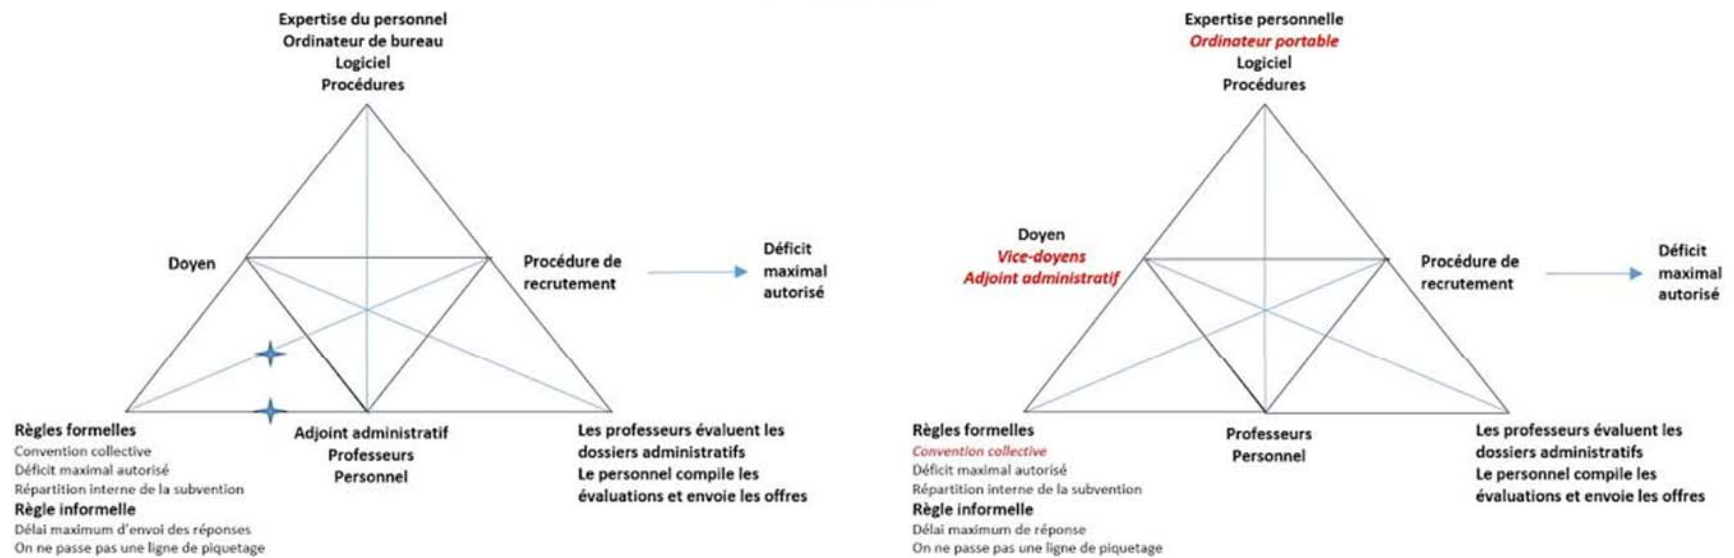 Expertise du personnel
Ordinateur de bureau
Logiciel
Procédures
Doyen
Procédure de
recrutement
Déficit
maximal
autorisé
Règles formelles
Convention collective
Déficit maximal autorisé
Répartition interne de la subvention
Règle informelle
Délai maximum d'envoi des réponses
On ne passe pas une ligne de piquetage
Adjoint administratif
Professeurs
Personnel
Les professeurs évaluent les
dossiers administratifs
Le personnel compile les
évaluations et envoie les offres
Expertise personnelle
Ordinateur portable
Logiciel
Procédures
Doyen
Vice-doyens
Adjoint administratif
Procédure de
recrutement
Déficit
maximal
autorisé
Règles formelles
Convention collective
Déficit maximal autorisé
Répartition interne de la subvention
Règle informelle
Délai maximum de réponse
On ne passe pas une ligne de piquetage
Professeurs
Personnel
Les professeurs évaluent les
dossiers administratifs
Le personnel compile les
évaluations et envoie les offres